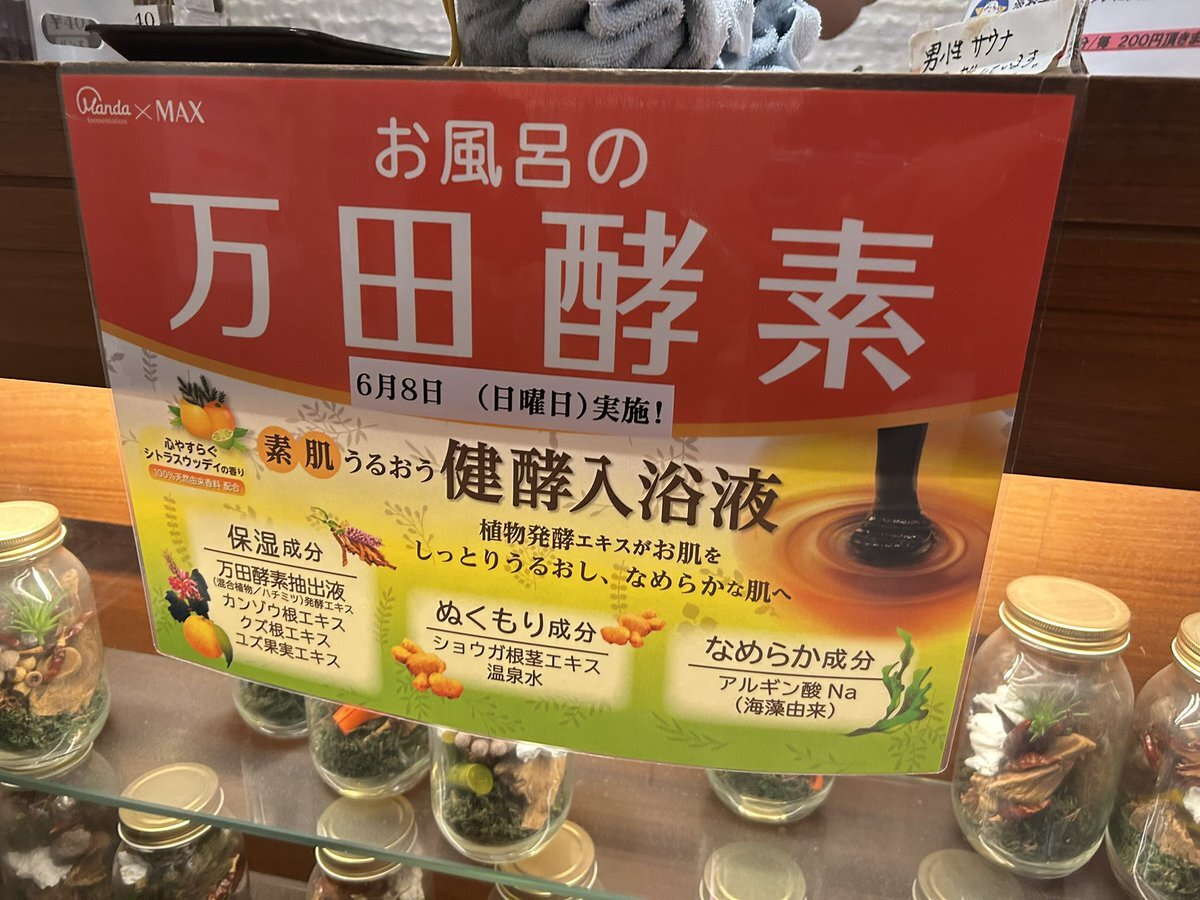 10
男性 サウナ
分/毎 200円頂きま
Manda × MAX
fermentation
お風呂の
万田酵素
6月8日 (日曜日)実施!
心やすらぐ
シトラスウッディの香り
100%天然由来香料 配合
素肌うるおう 健酵入浴液
植物発酵エキスがお肌を
しっとりうるおし、なめらかな肌へ
保湿成分
万田酵素抽出液
(混合植物/ハチミツ)発酵エキス
カンゾウ根エキス
クズ根エキス
ユズ果実エキス
ぬくもり成分
ショウガ根茎エキス
温泉水
なめらか成分
アルギン酸 Na
(海藻由来)